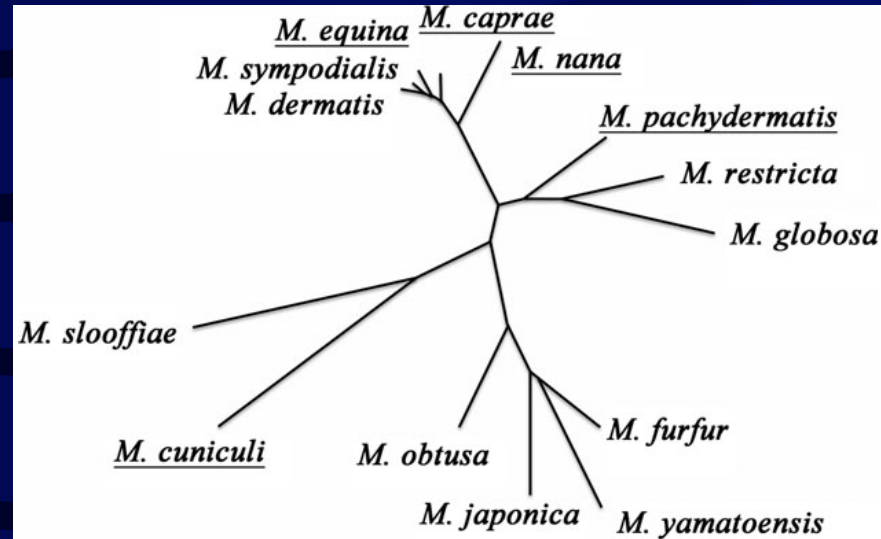 M. equina
M. caprae
M. sympodialis
M. nana
M. dermatis
M. pachydermatis
M. restricta
M. globosa
M. slooffiae
M. cuniculi
M. obtusa
M. furfur
M. japonica
M. yamatoensis